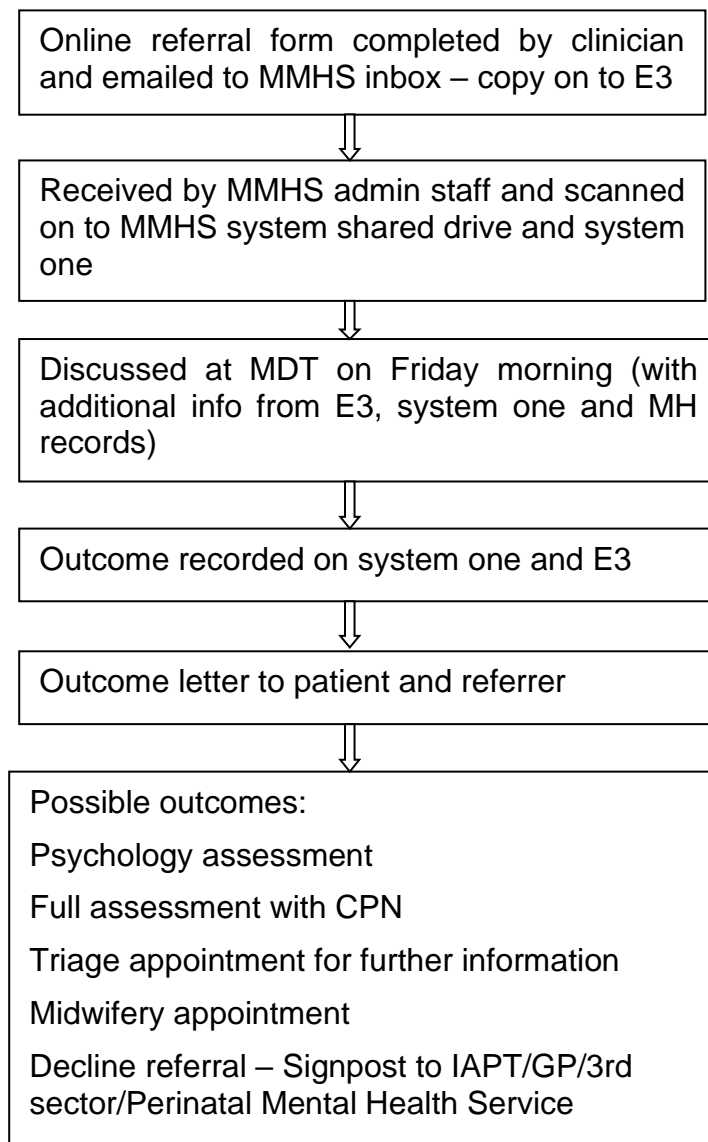 Online referral form completed by clinician
and emailed to MMHS inbox – copy on to E3
Received by MMHS admin staff and scanned
on to MMHS system shared drive and system
one
Discussed at MDT on Friday morning (with
additional info from E3, system one and MH
records)
Outcome recorded on system one and E3
Outcome letter to patient and referrer
Possible outcomes:
Psychology assessment
Full assessment with CPN
Triage appointment for further information
Midwifery appointment
Decline referral – Signpost to IAPT/GP/3rd
sector/Perinatal Mental Health Service